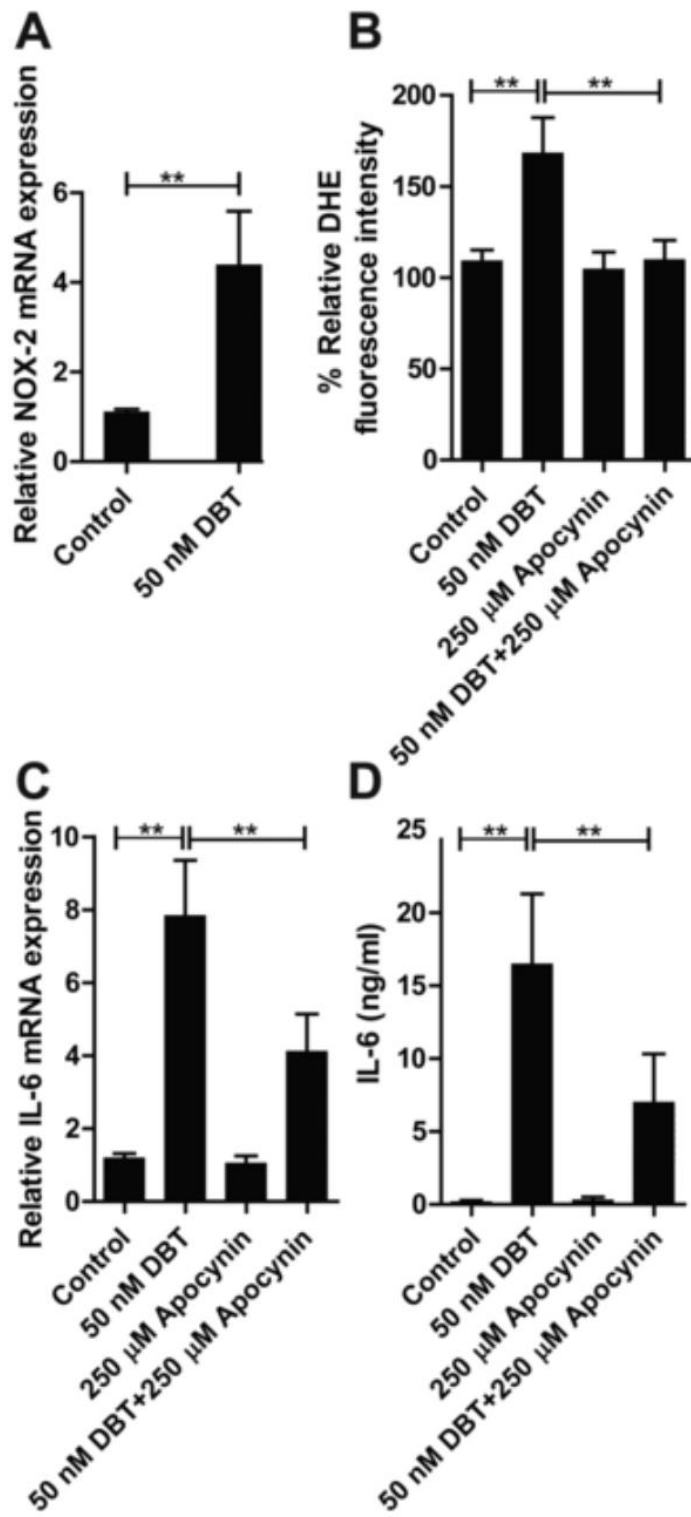 A
Relative NOX-2 mRNA expression
6
4
2
0
**
Control
50 nM DBT
B
% Relative DHE
fluorescence intensity
200
150
100
50
0
**
**
Control
50 nM DBT
250 μM Apocynin
50 nM DBT+250 μM Apocynin
C
Relative IL-6 mRNA expression
10
8
6
4
2
0
**
**
Control
50 nM DBT
250 μM Apocynin
50 nM DBT+250 μM Apocynin
D
IL-6 (ng/ml)
25
20
15
10
5
0
**
**
Control
50 nM DBT
250 μM Apocynin
50 nM DBT+250 μM Apocynin